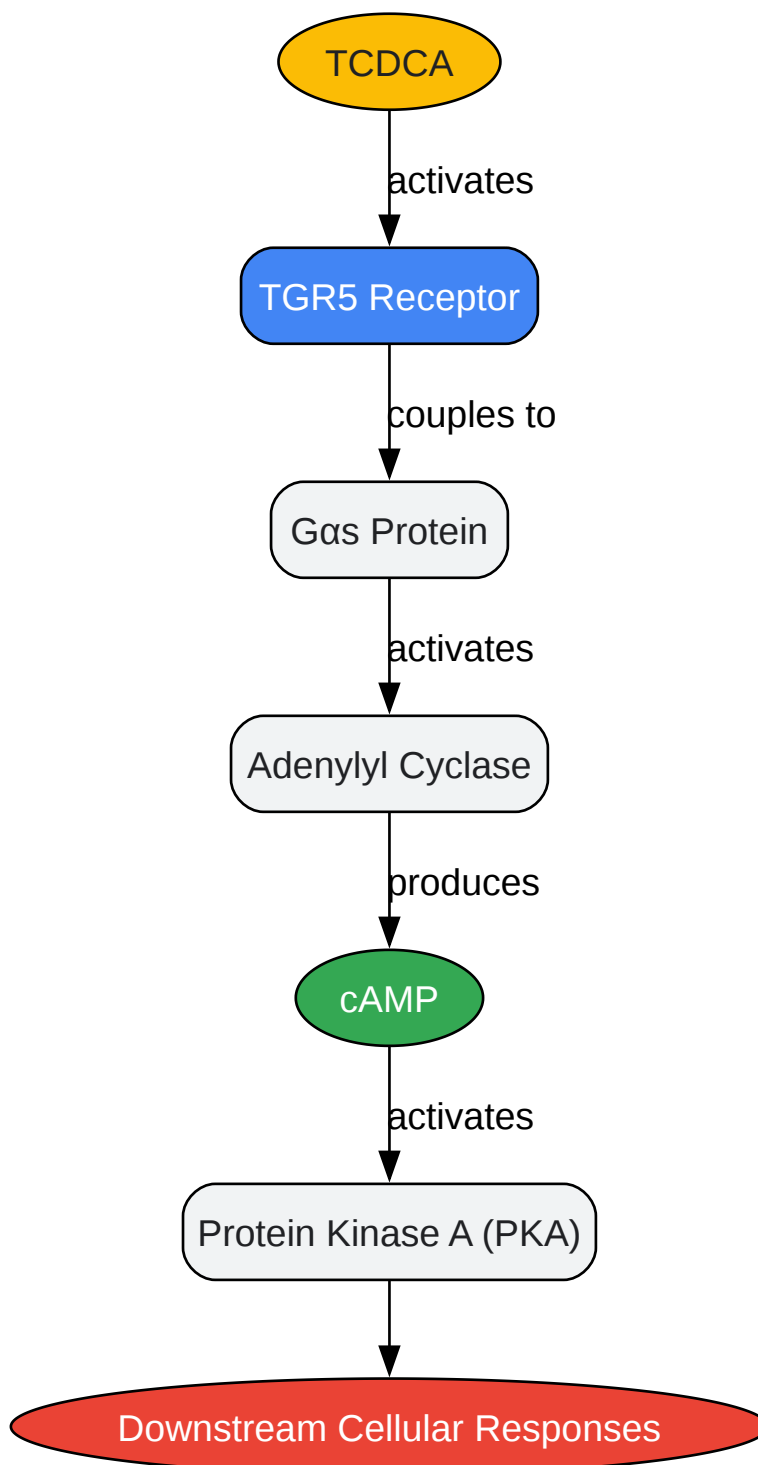 TCDCA
activates
TGR5 Receptor
couples to
Gαs Protein
activates
Adenylyl Cyclase
produces
cAMP
activates
Protein Kinase A (PKA)
Downstream Cellular Responses